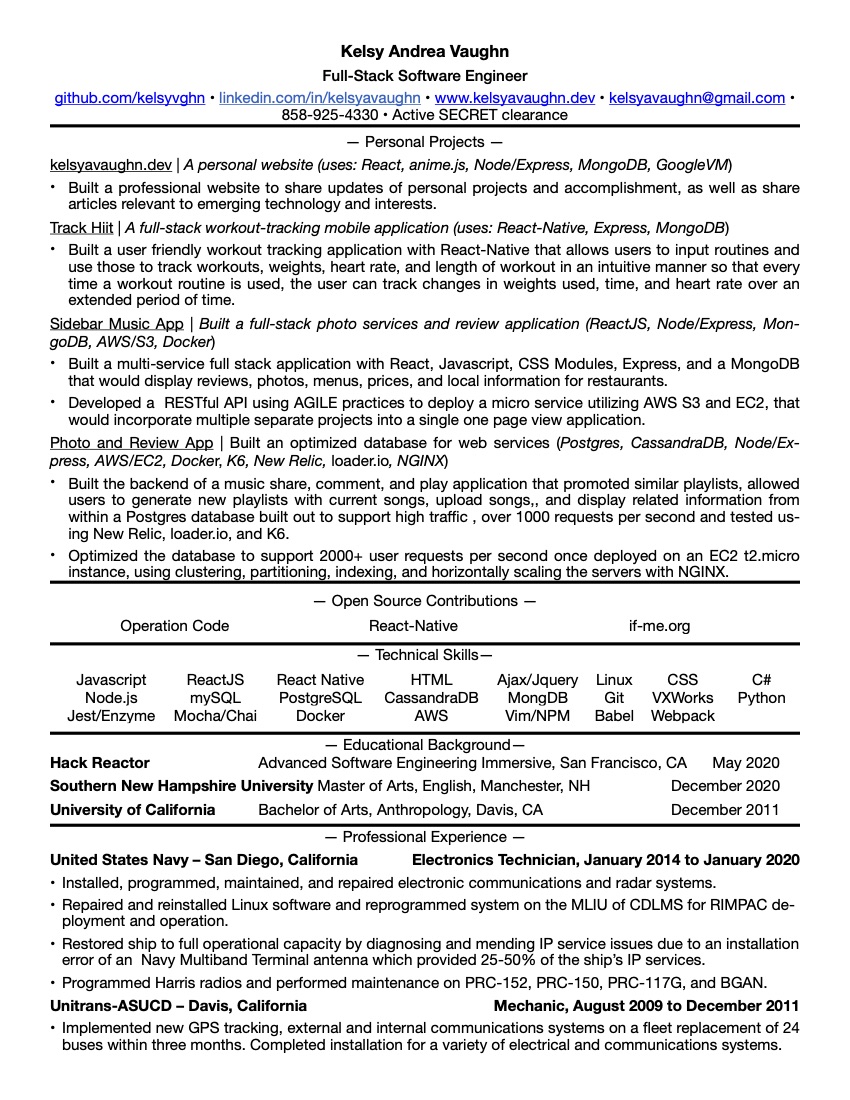 Kelsy Andrea Vaughn
Full-Stack Software Engineer
github.com/kelsyvghn • linkedin.com/in/kelsyavaughn • www.kelsyavaughn.dev • kelsyavaughn@gmail.com •
858-925-4330 • Active SECRET clearance
— Personal Projects —
kelsyavaughn.dev | A personal website (uses: React, anime.js, Node/Express, MongoDB, GoogleVM)
• Built a professional website to share updates of personal projects and accomplishment, as well as share
articles relevant to emerging technology and interests.
Track Hiit | A full-stack workout-tracking mobile application (uses: React-Native, Express, MongoDB)
• Built a user friendly workout tracking application with React-Native that allows users to input routines and
use those to track workouts, weights, heart rate, and length of workout in an intuitive manner so that every
time a workout routine is used, the user can track changes in weights used, time, and heart rate over an
extended period of time.
Sidebar Music App | Built a full-stack photo services and review application (ReactJS, Node/Express, Mon-
goDB, AWS/S3, Docker)
• Built a multi-service full stack application with React, Javascript, CSS Modules, Express, and a MongoDB
that would display reviews, photos, menus, prices, and local information for restaurants.
• Developed a  RESTful API using AGILE practices to deploy a micro service utilizing AWS S3 and EC2, that
would incorporate multiple separate projects into a single one page view application.
Photo and Review App | Built an optimized database for web services (Postgres, CassandraDB, Node/Ex-
press, AWS/EC2, Docker, K6, New Relic, loader.io, NGINX)
• Built the backend of a music share, comment, and play application that promoted similar playlists, allowed
users to generate new playlists with current songs, upload songs,, and display related information from
within a Postgres database built out to support high traffic , over 1000 requests per second and tested us-
ing New Relic, loader.io, and K6.
• Optimized the database to support 2000+ user requests per second once deployed on an EC2 t2.micro
instance, using clustering, partitioning, indexing, and horizontally scaling the servers with NGINX.
— Open Source Contributions —
Operation Code React-Native if-me.org
— Technical Skills—
Javascript ReactJS React Native HTML Ajax/Jquery Linux CSS C#
Node.js mySQL PostgreSQL CassandraDB MongDB Git VXWorks Python
Jest/Enzyme Mocha/Chai Docker AWS Vim/NPM Babel Webpack
— Educational Background—
Hack Reactor Advanced Software Engineering Immersive, San Francisco, CA May 2020
Southern New Hampshire University Master of Arts, English, Manchester, NH December 2020
University of California Bachelor of Arts, Anthropology, Davis, CA December 2011
— Professional Experience —
United States Navy – San Diego, California Electronics Technician, January 2014 to January 2020
• Installed, programmed, maintained, and repaired electronic communications and radar systems.
• Repaired and reinstalled Linux software and reprogrammed system on the MLIU of CDLMS for RIMPAC de-
ployment and operation.
• Restored ship to full operational capacity by diagnosing and mending IP service issues due to an installation
error of an  Navy Multiband Terminal antenna which provided 25-50% of the ship's IP services.
• Programmed Harris radios and performed maintenance on PRC-152, PRC-150, PRC-117G, and BGAN.
Unitrans-ASUCD – Davis, California Mechanic, August 2009 to December 2011
• Implemented new GPS tracking, external and internal communications systems on a fleet replacement of 24
buses within three months. Completed installation for a variety of electrical and communications systems.